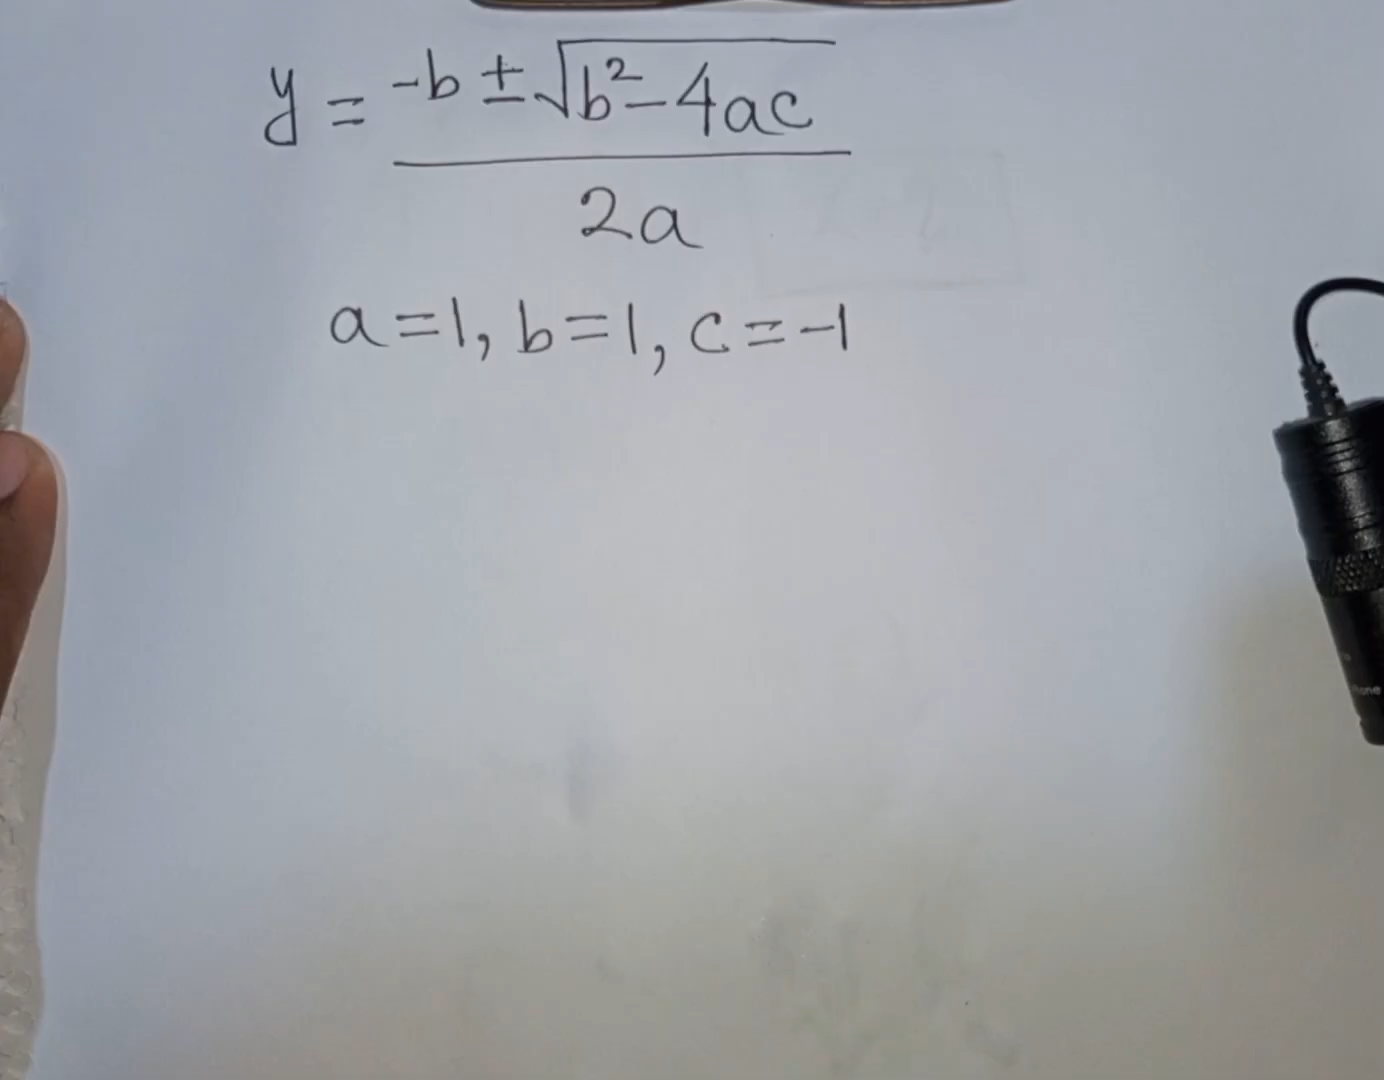 y = (-b ± √(b² - 4ac)) / 2a
a = 1, b = 1, c = -1